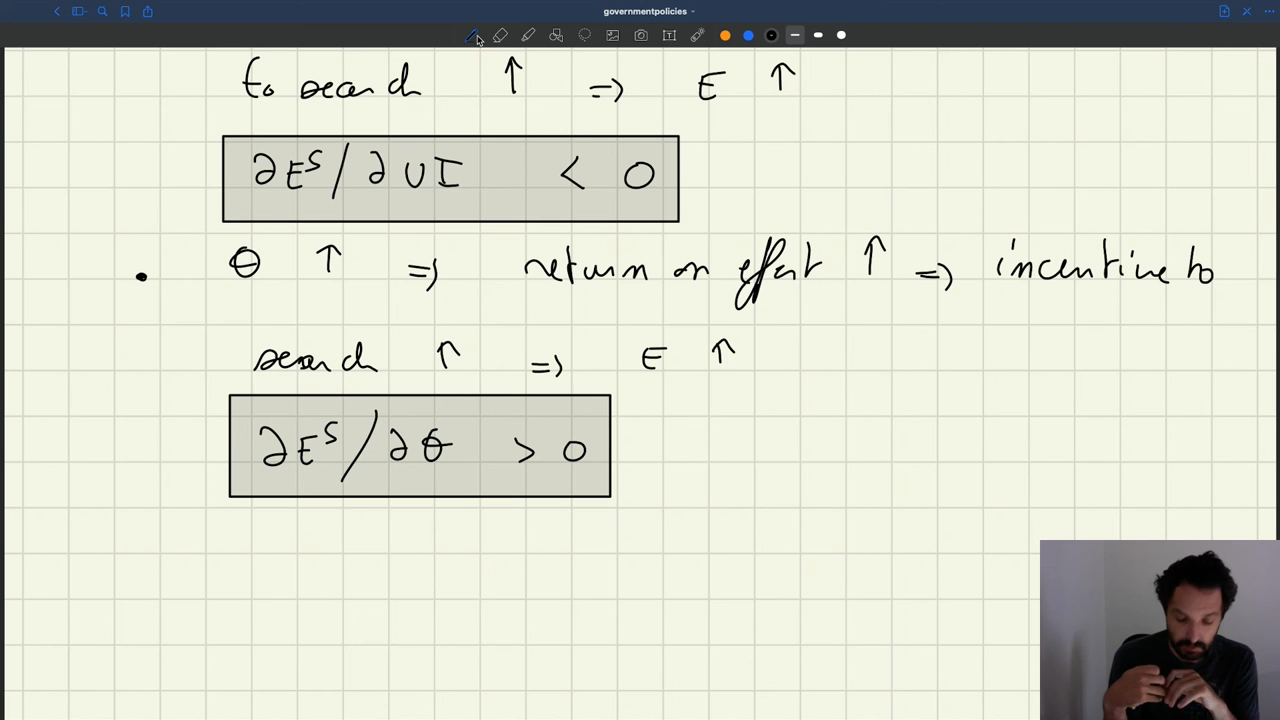 governmentpolicies
to search ↑ => E ↑
∂E^S/∂UI < 0
• θ ↑ => return on effort ↑ => incentive to
search ↑ => E ↑
∂E^S/∂θ > 0